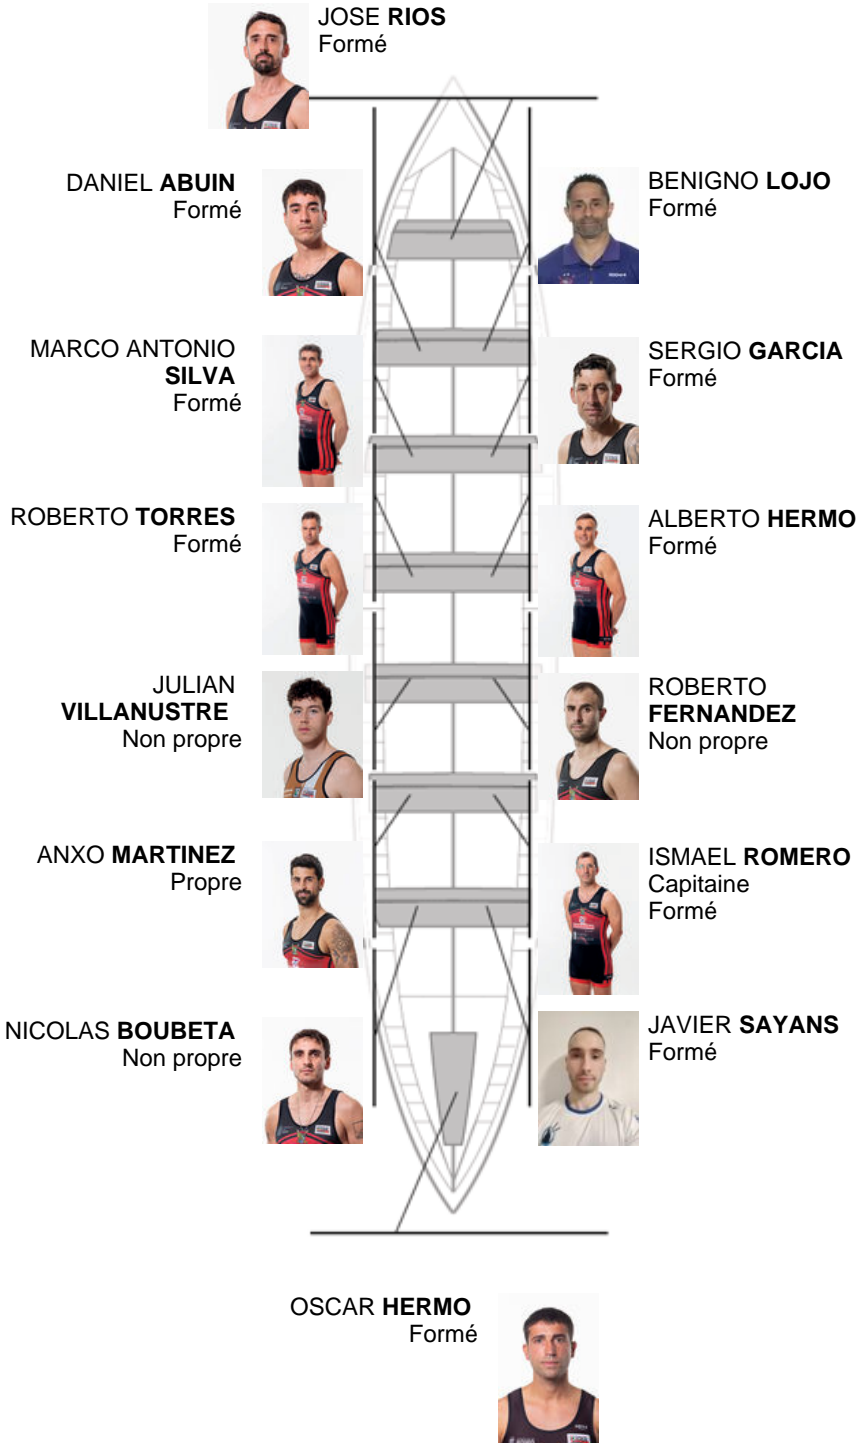 JOSE RIOS
Formé
DANIEL ABUIN
Formé
BENIGNO LOJO
Formé
MARCO ANTONIO
SILVA
Formé
SERGIO GARCIA
Formé
ROBERTO TORRES
Formé
ALBERTO HERMO
Formé
JULIAN
VILLANUSTRE
Non propre
ROBERTO
FERNANDEZ
Non propre
ANXO MARTINEZ
Propre
ISMAEL ROMERO
Capitaine
Formé
NICOLAS BOUBETA
Non propre
JAVIER SAYANS
Formé
OSCAR HERMO
Formé